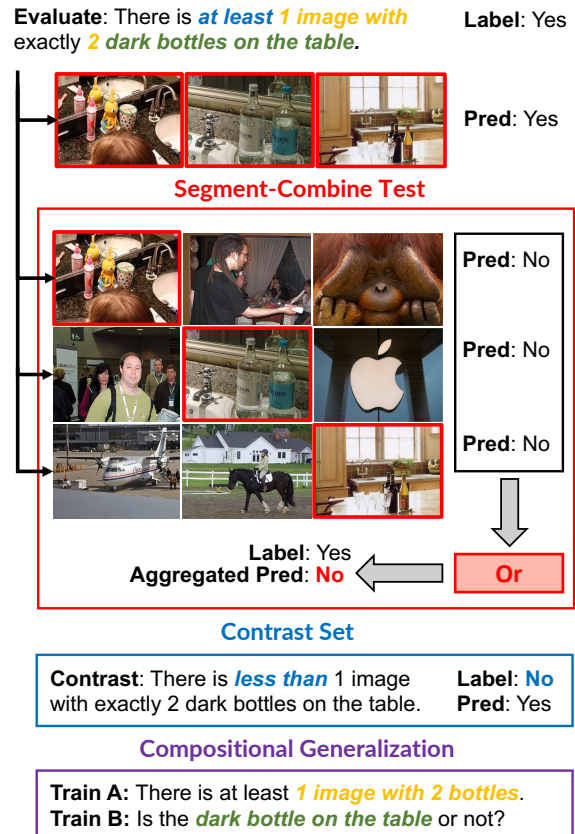 Evaluate: There is at least 1 image with
exactly 2 dark bottles on the table.
Label: Yes
Pred: Yes
Segment-Combine Test
Pred: No
Pred: No
Pred: No
Label: Yes
Aggregated Pred: No
Or
Contrast Set
Contrast: There is less than 1 image
with exactly 2 dark bottles on the table.
Label: No
Pred: Yes
Compositional Generalization
Train A: There is at least 1 image with 2 bottles.
Train B: Is the dark bottle on the table or not?